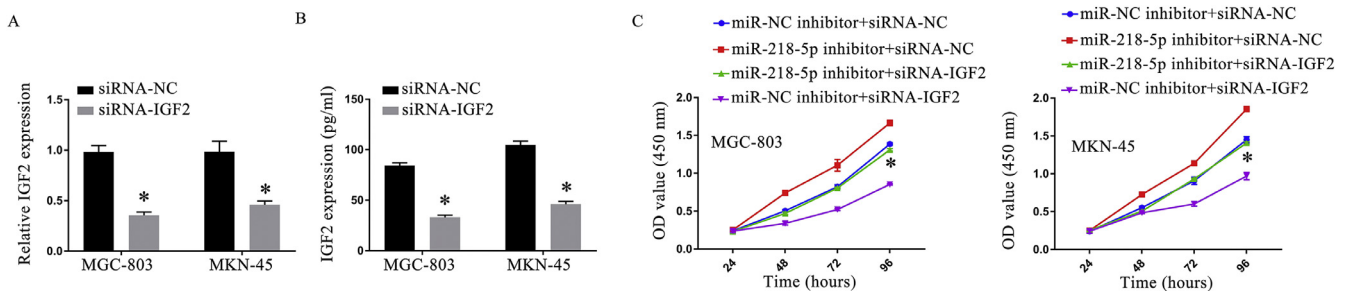 A
Relative IGF2 expression
siRNA-NC
siRNA-IGF2
1.5
1.0
0.5
0.0
*
*
MGC-803
MKN-45
B
IGF2 expression (pg/ml)
siRNA-NC
siRNA-IGF2
150
100
50
0
*
*
MGC-803
MKN-45
C
miR-NC inhibitor+siRNA-NC
miR-218-5p inhibitor+siRNA-NC
miR-218-5p inhibitor+siRNA-IGF2
miR-NC inhibitor+siRNA-IGF2
OD value (450 nm)
2.0
1.5
1.0
0.5
0.0
MGC-803
*
24
48
72
96
Time (hours)
miR-NC inhibitor+siRNA-NC
miR-218-5p inhibitor+siRNA-NC
miR-218-5p inhibitor+siRNA-IGF2
miR-NC inhibitor+siRNA-IGF2
OD value (450 nm)
2.0
1.5
1.0
0.5
0.0
MKN-45
*
24
48
72
96
Time (hours)